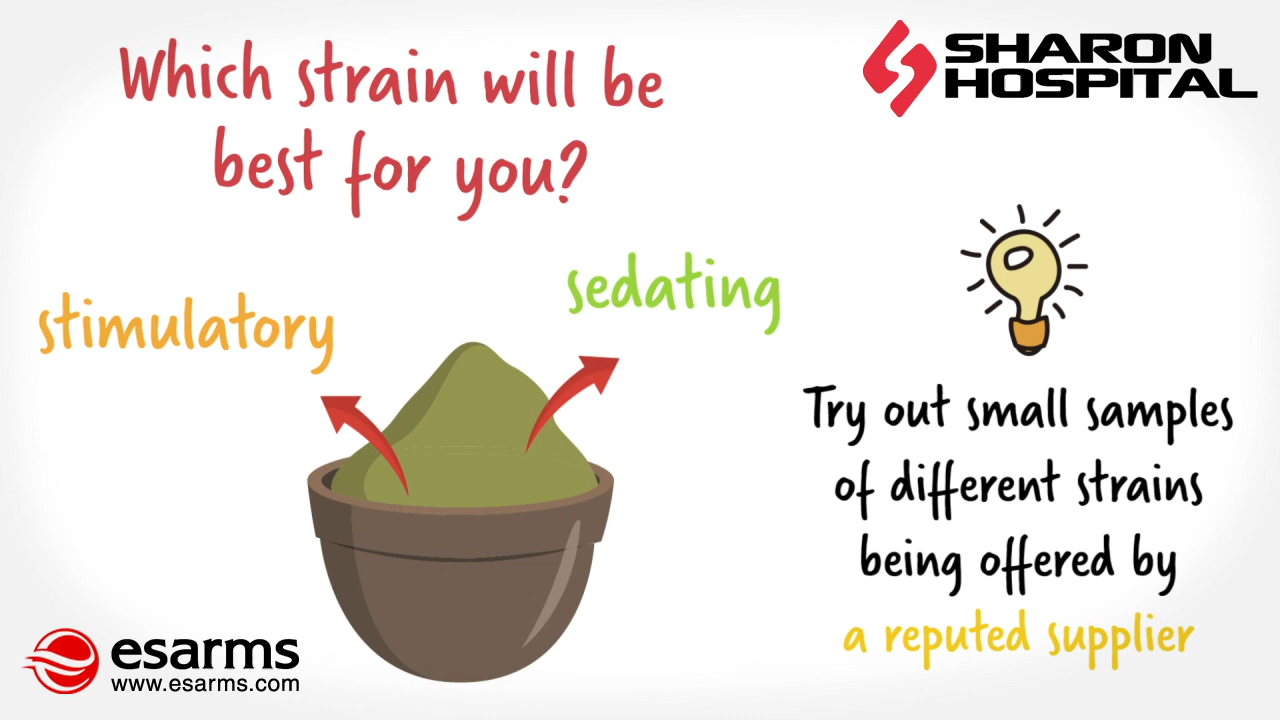 Which strain will be
best for you?
SHARON
HOSPITAL
stimulatory
sedating
Try out small samples
of different strains
being offered by
a reputed supplier
esarms
www.esarms.com